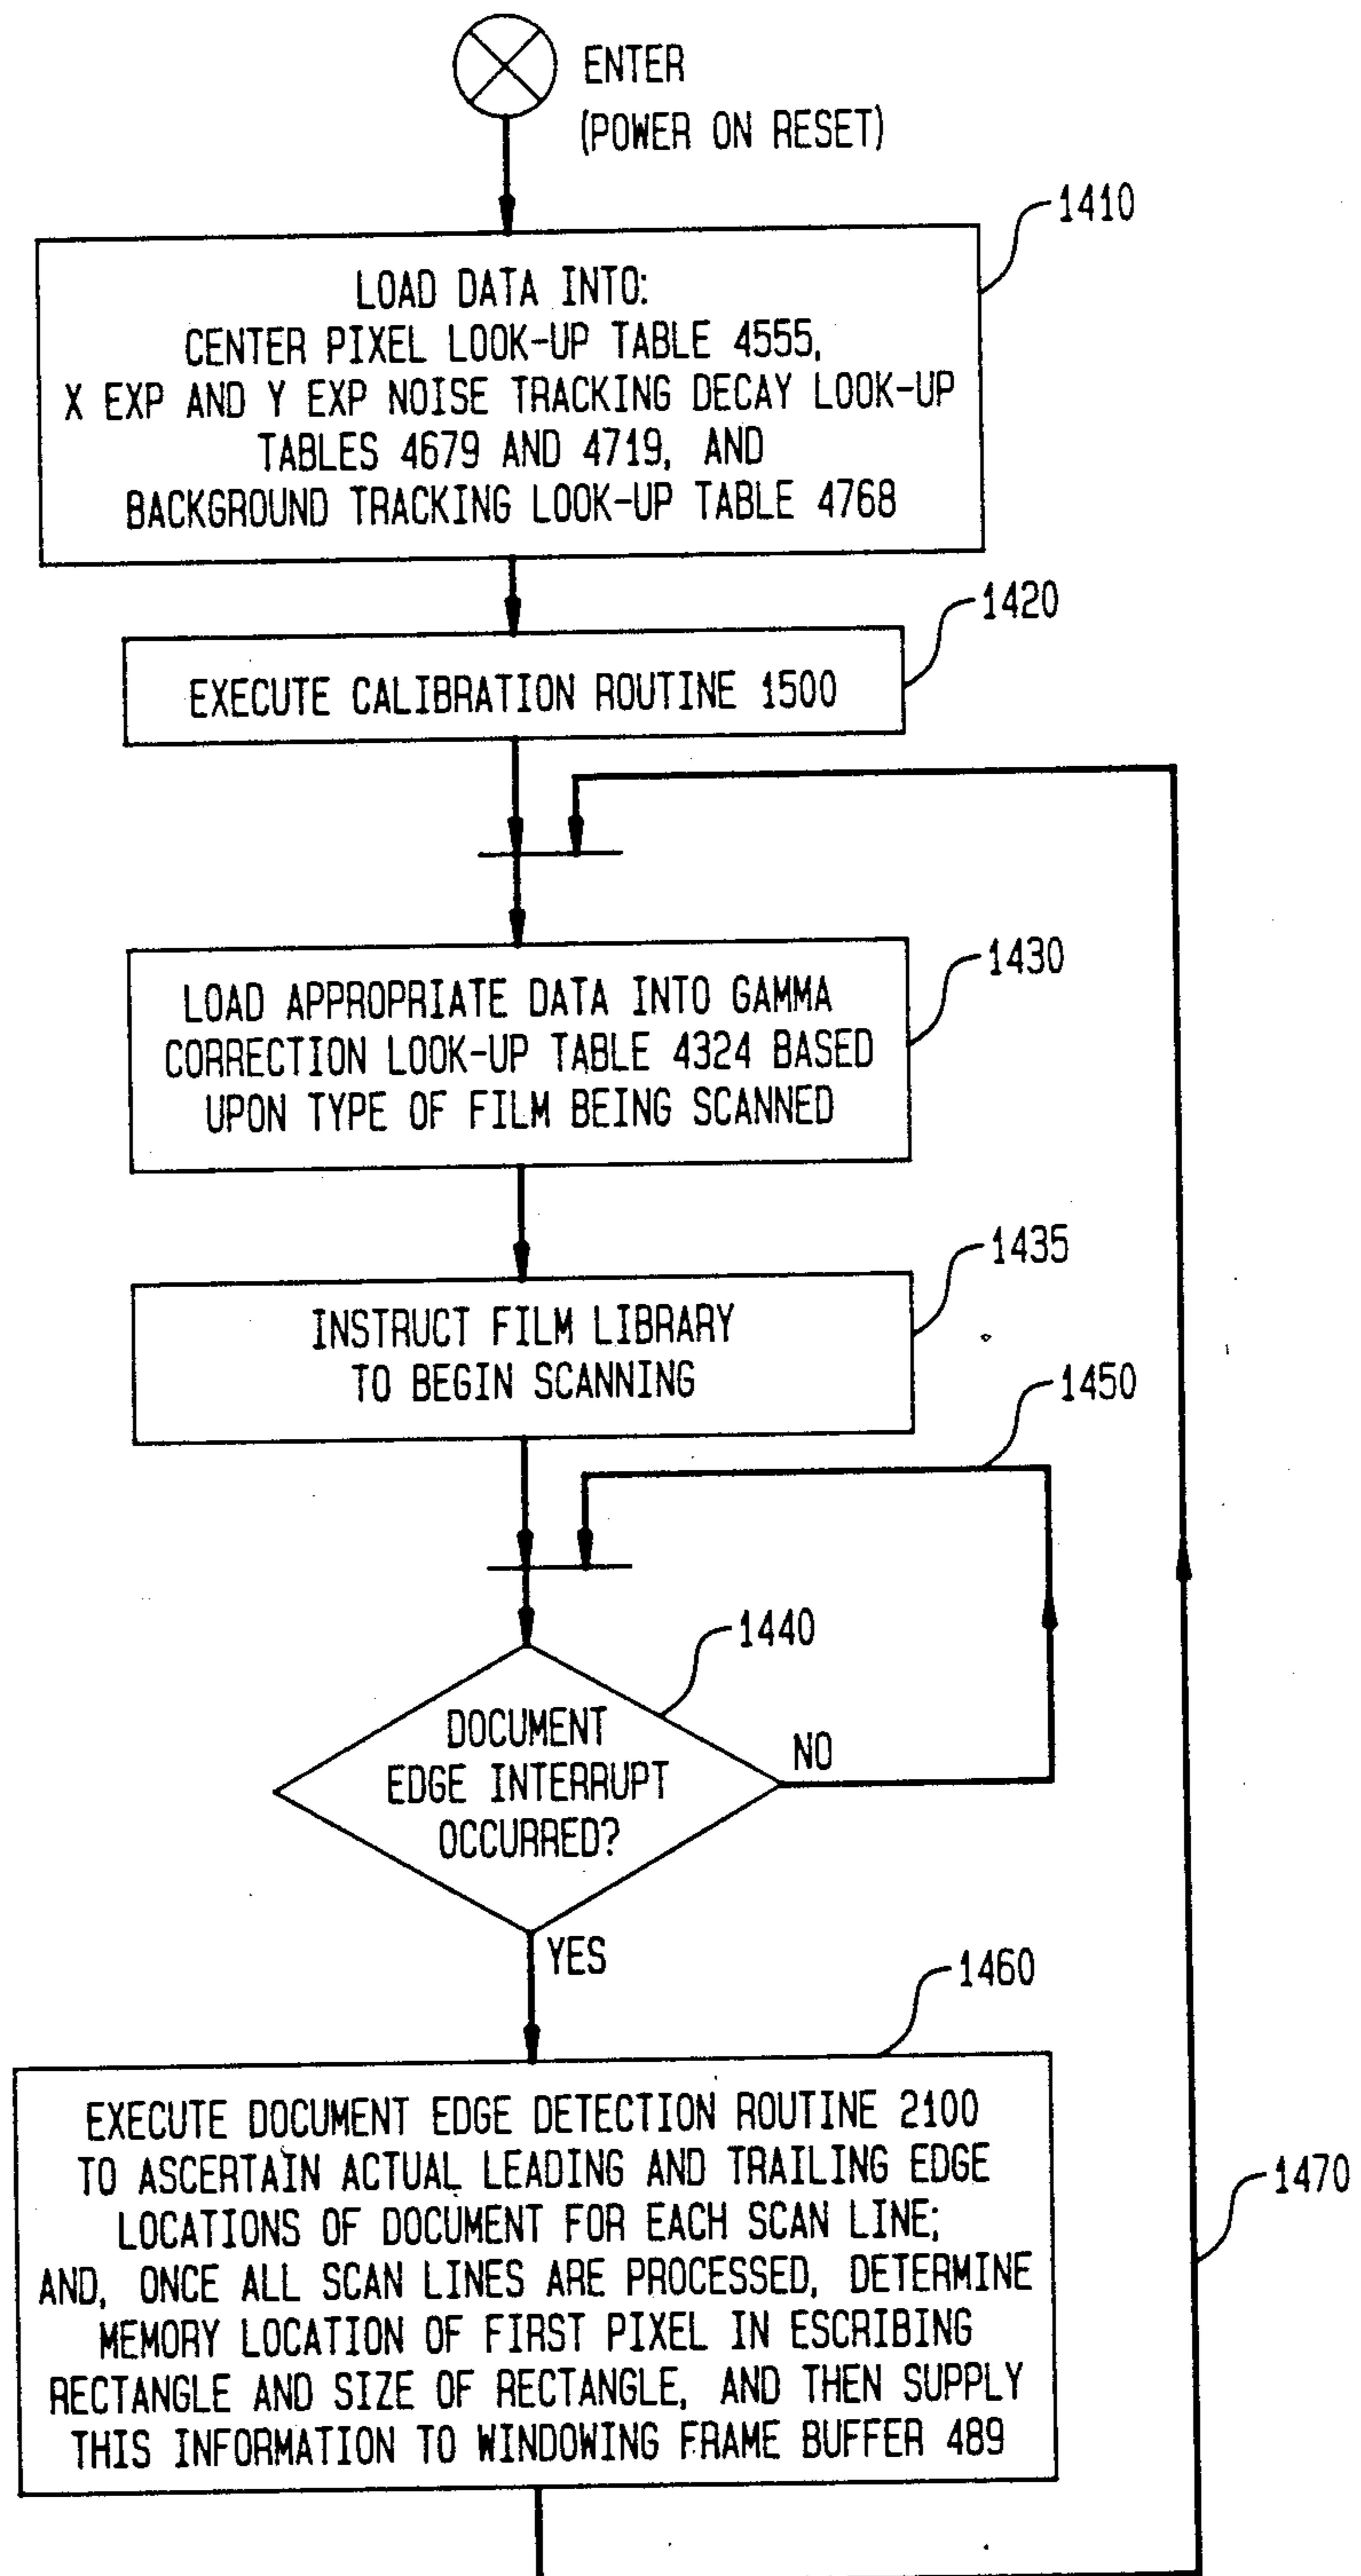 ENTER
(POWER ON RESET)
1410
LOAD DATA INTO:
CENTER PIXEL LOOK-UP TABLE 4555,
X EXP AND Y EXP NOISE TRACKING DECAY LOOK-UP
TABLES 4679 AND 4719, AND
BACKGROUND TRACKING LOOK-UP TABLE 4768
1420
EXECUTE CALIBRATION ROUTINE 1500
1430
LOAD APPROPRIATE DATA INTO GAMMA
CORRECTION LOOK-UP TABLE 4324 BASED
UPON TYPE OF FILM BEING SCANNED
1435
INSTRUCT FILM LIBRARY
TO BEGIN SCANNING
1450
1440
DOCUMENT
EDGE INTERRUPT
OCCURRED?
NO
YES
1460
EXECUTE DOCUMENT EDGE DETECTION ROUTINE 2100
TO ASCERTAIN ACTUAL LEADING AND TRAILING EDGE
LOCATIONS OF DOCUMENT FOR EACH SCAN LINE;
AND, ONCE ALL SCAN LINES ARE PROCESSED, DETERMINE
MEMORY LOCATION OF FIRST PIXEL IN ESCRIBING
RECTANGLE AND SIZE OF RECTANGLE, AND THEN SUPPLY
THIS INFORMATION TO WINDOWING FRAME BUFFER 489
1470